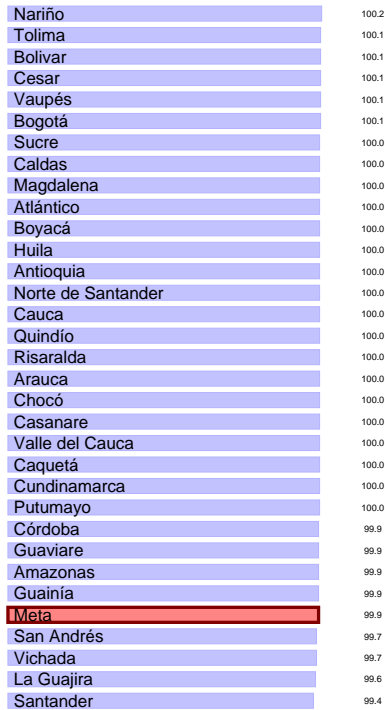 Nariño 100.2
Tolima 100.1
Bolivar 100.1
Cesar 100.1
Vaupés 100.1
Bogotá 100.1
Sucre 100.0
Caldas 100.0
Magdalena 100.0
Atlántico 100.0
Boyacá 100.0
Huila 100.0
Antioquia 100.0
Norte de Santander 100.0
Cauca 100.0
Quindío 100.0
Risaralda 100.0
Arauca 100.0
Chocó 100.0
Casanare 100.0
Valle del Cauca 100.0
Caquetá 100.0
Cundinamarca 100.0
Putumayo 100.0
Córdoba 99.9
Guaviare 99.9
Amazonas 99.9
Guainía 99.9
Meta 99.9
San Andrés 99.7
Vichada 99.7
La Guajira 99.6
Santander 99.4